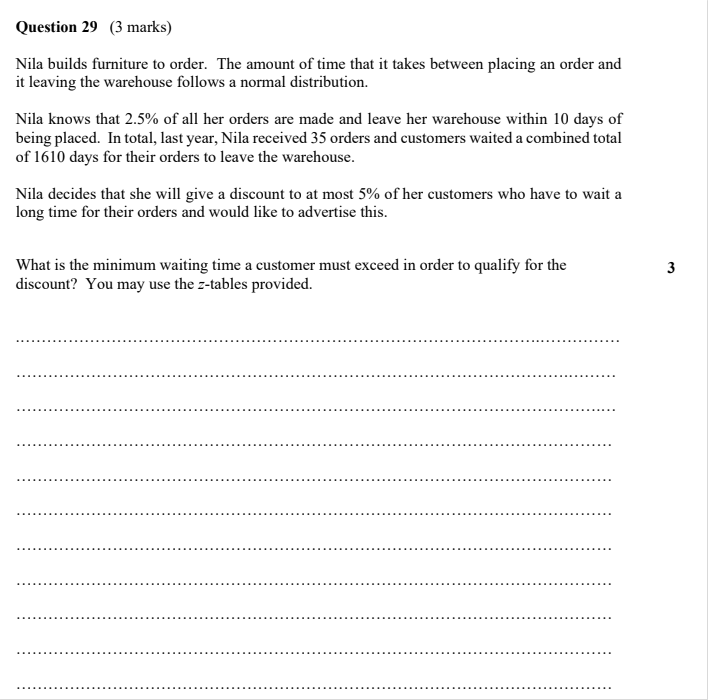 Question 29 (3 marks)
Nila builds furniture to order. The amount of time that it takes between placing an order and
it leaving the warehouse follows a normal distribution.
Nila knows that 2.5% of all her orders are made and leave her warehouse within 10 days of
being placed. In total, last year, Nila received 35 orders and customers waited a combined total
of 1610 days for their orders to leave the warehouse.
Nila decides that she will give a discount to at most 5% of her customers who have to wait a
long time for their orders and would like to advertise this.
What is the minimum waiting time a customer must exceed in order to qualify for the 3
discount? You may use the z-tables provided.